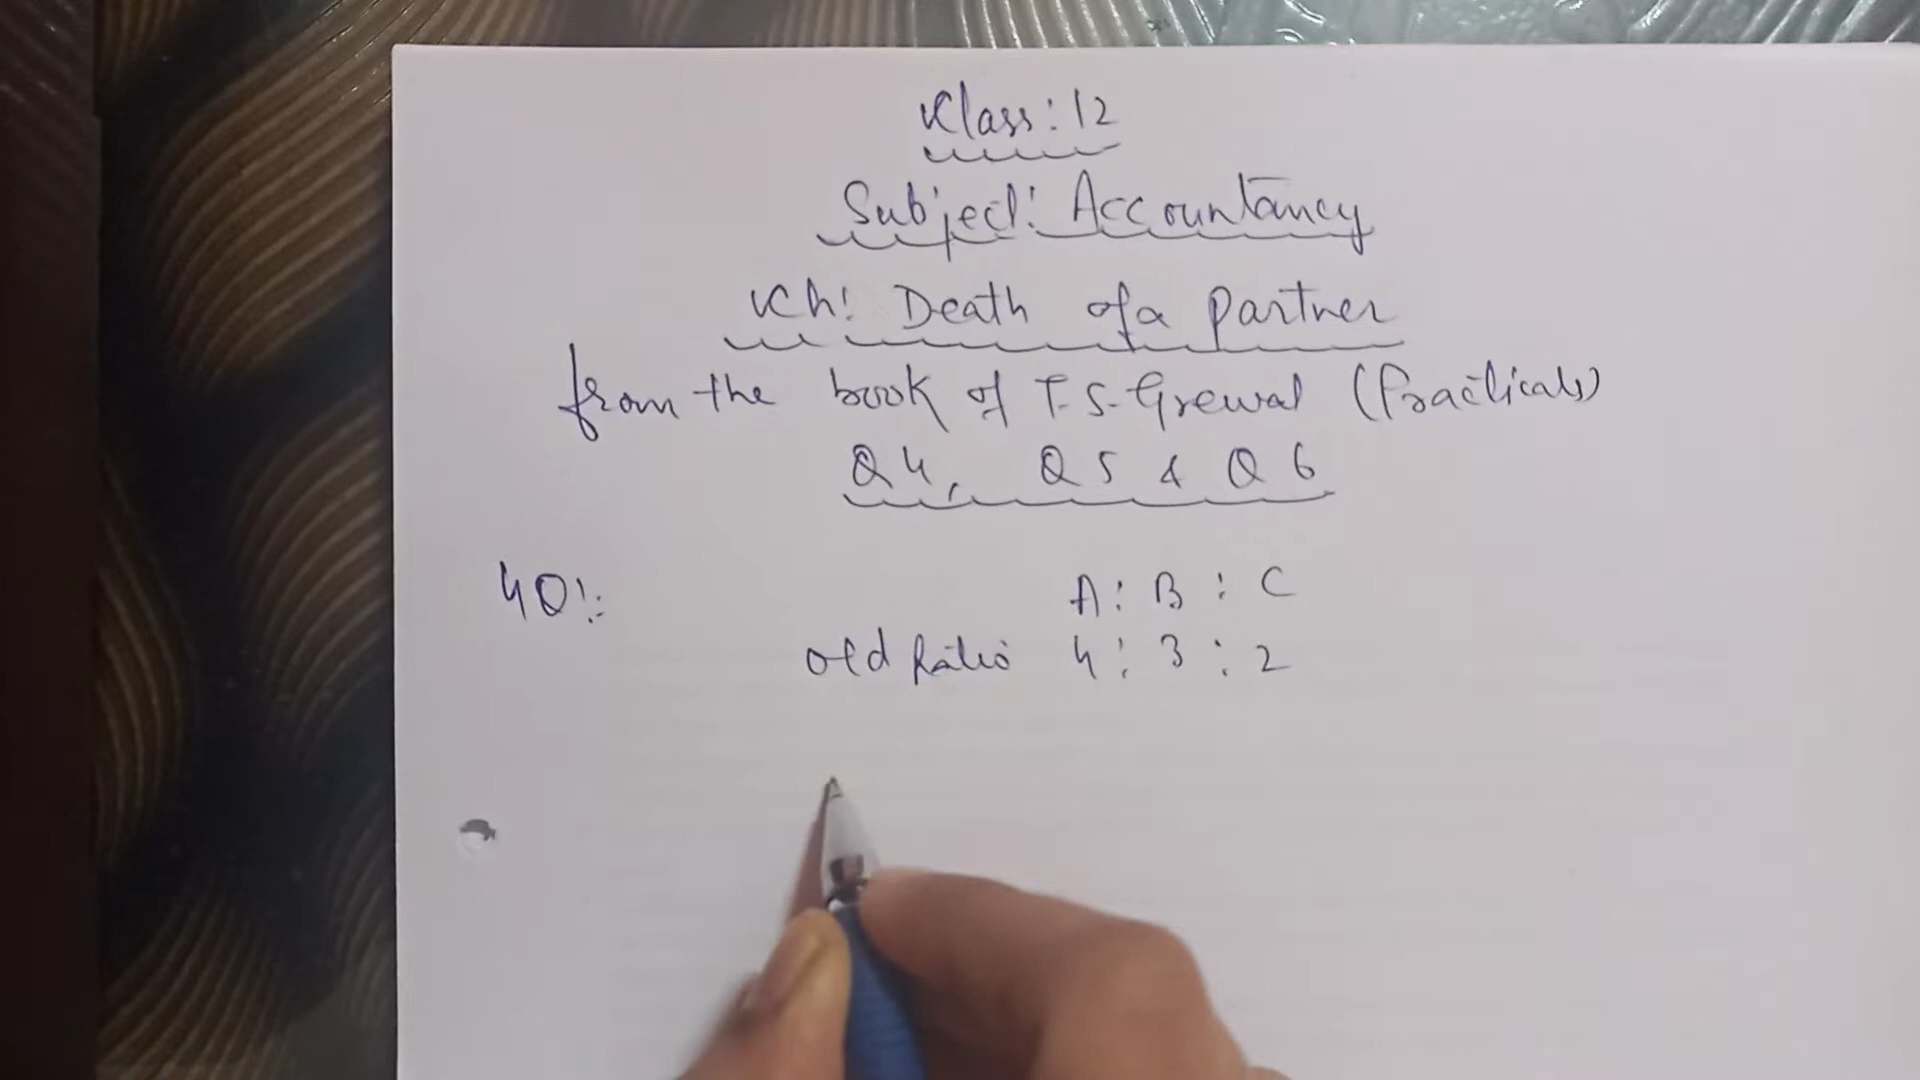 Class: 12
Subject: Accountancy
Ch: Death of a Partner
from the book of T.S. Grewal (Practicals)
Q4, Q5 & Q6
4Q:-
A : B : C
old Ratio 4 : 3 : 2